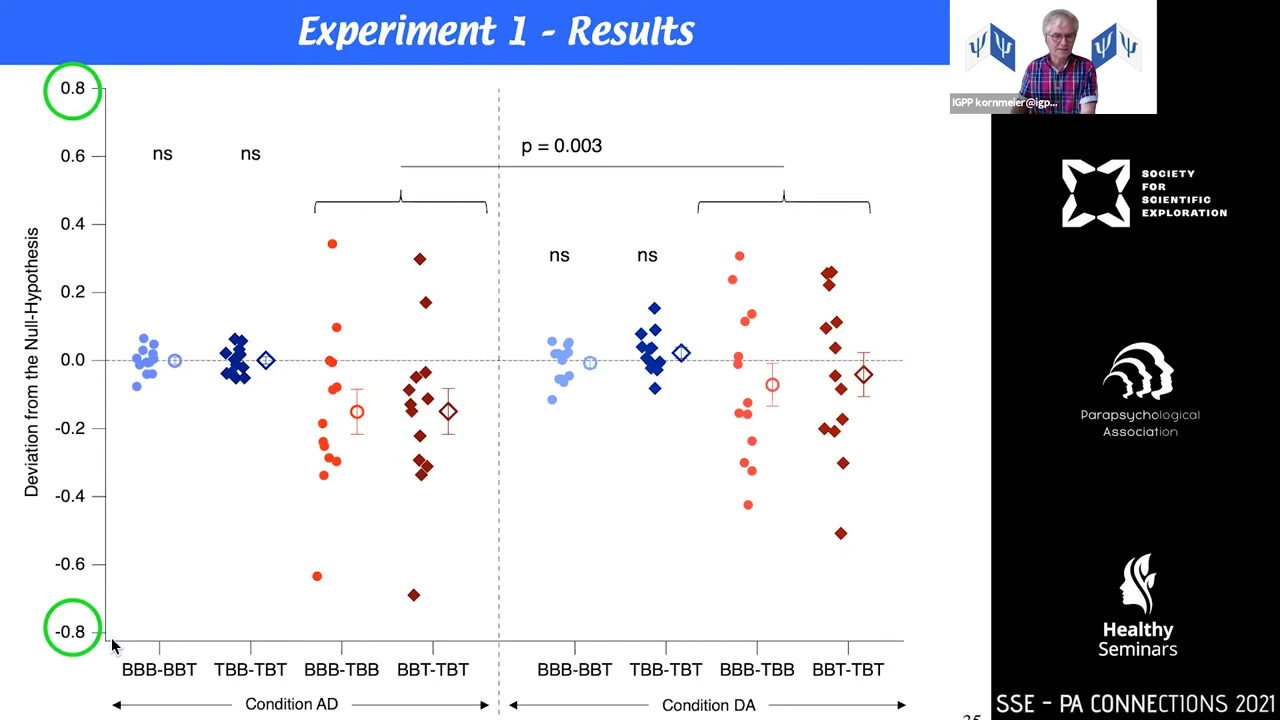 Experiment 1 - Results
IGPP kornmeier@igp...
0.8
0.6
0.4
0.2
0.0
-0.2
-0.4
-0.6
-0.8
Deviation from the Null-Hypothesis
ns ns
p = 0.003
ns ns
BBB-BBT TBB-TBT BBB-TBB BBT-TBT
BBB-BBT TBB-TBT BBB-TBB BBT-TBT
Condition AD
Condition DA
SOCIETY
FOR
SCIENTIFIC
EXPLORATION
Parapsychological
Association
Healthy
Seminars
SSE - PA CONNECTIONS 2021